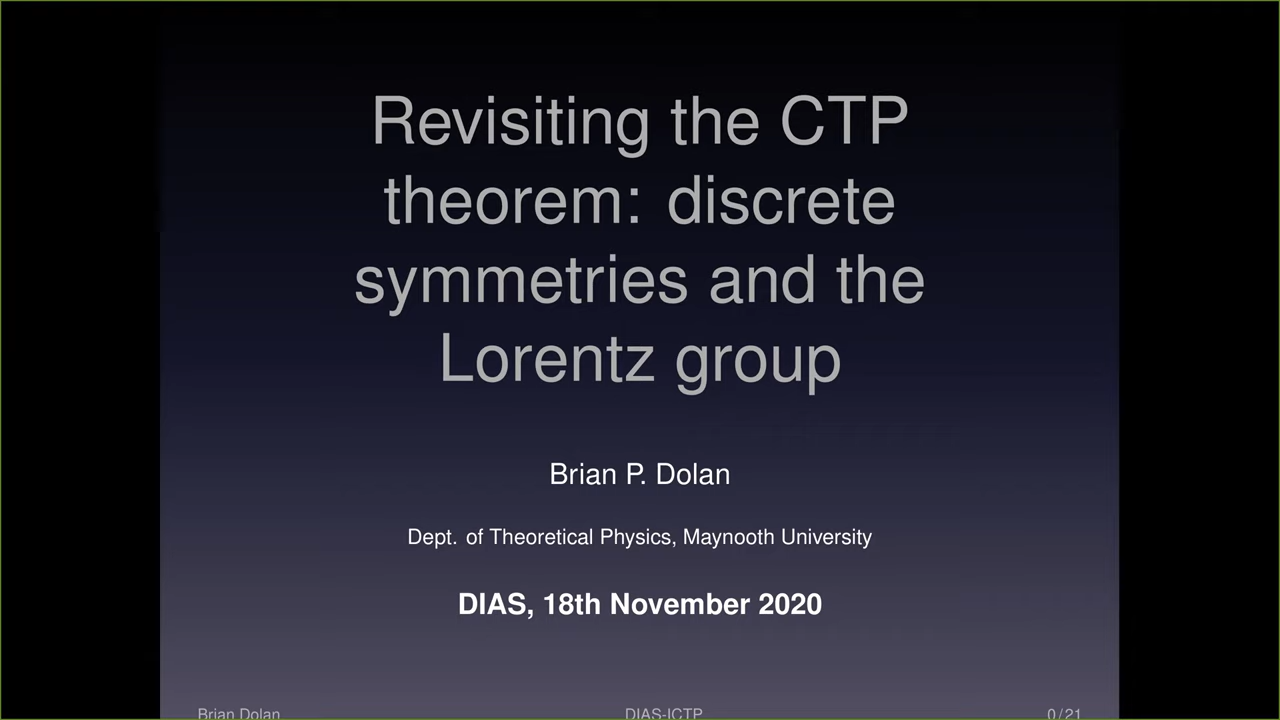 Revisiting the CTP
theorem: discrete
symmetries and the
Lorentz group
Brian P. Dolan
Dept. of Theoretical Physics, Maynooth University
DIAS, 18th November 2020
Brian Dolan DIAS-ICTP 0/21